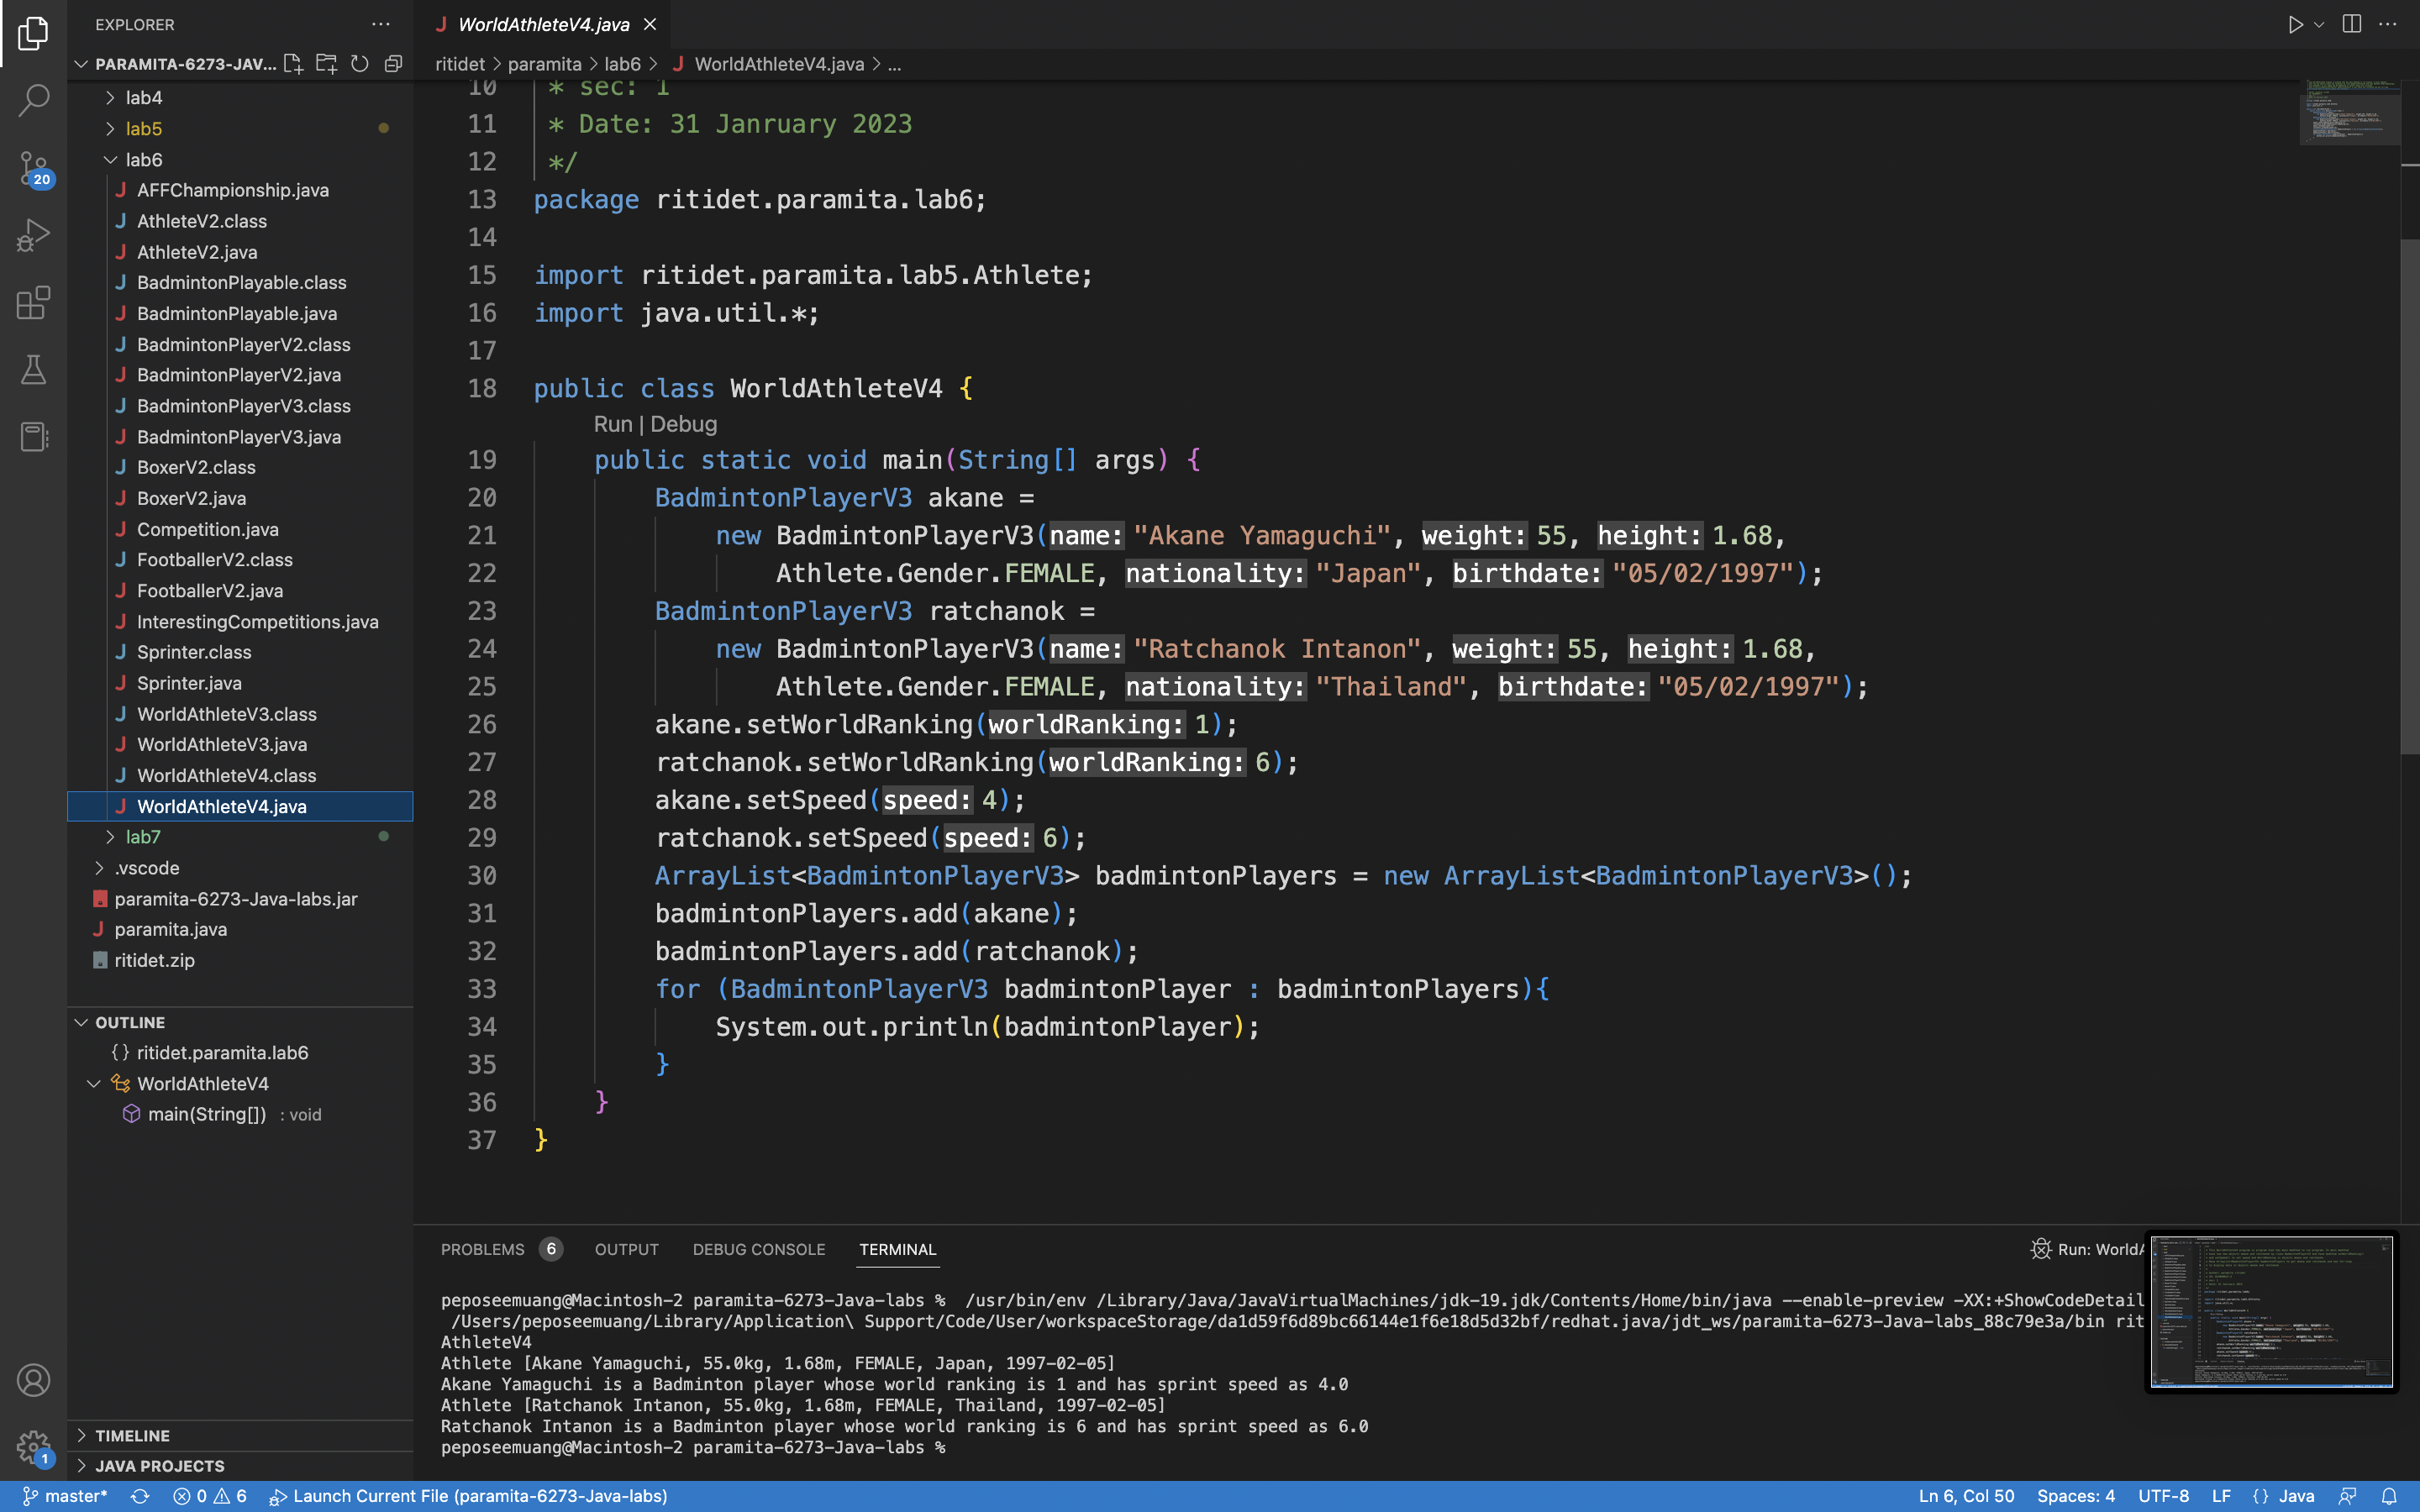 EXPLORER
PARAMITA-6273-JAV...
lab4
lab5
lab6
AFFChampionship.java
AthleteV2.class
AthleteV2.java
BadmintonPlayable.class
BadmintonPlayable.java
BadmintonPlayerV2.class
BadmintonPlayerV2.java
BadmintonPlayerV3.class
BadmintonPlayerV3.java
BoxerV2.class
BoxerV2.java
Competition.java
FootballerV2.class
FootballerV2.java
InterestingCompetitions.java
Sprinter.class
Sprinter.java
WorldAthleteV3.class
WorldAthleteV3.java
WorldAthleteV4.class
WorldAthleteV4.java
lab7
.vscode
paramita-6273-Java-labs.jar
paramita.java
ritidet.zip
OUTLINE
{} ritidet.paramita.lab6
WorldAthleteV4
main(String[]) : void
TIMELINE
JAVA PROJECTS
20
1
WorldAthleteV4.java
ritidet > paramita > lab6 > WorldAthleteV4.java > ...
10 * sec: 1
11 * Date: 31 Janruary 2023
12 */
13 package ritidet.paramita.lab6;
14
15 import ritidet.paramita.lab5.Athlete;
16 import java.util.*;
17
18 public class WorldAthleteV4 {
Run | Debug
19 public static void main(String[] args) {
20 BadmintonPlayerV3 akane =
21 new BadmintonPlayerV3(name: "Akane Yamaguchi", weight: 55, height: 1.68,
22 Athlete.Gender.FEMALE, nationality: "Japan", birthdate: "05/02/1997");
23 BadmintonPlayerV3 ratchanok =
24 new BadmintonPlayerV3(name: "Ratchanok Intanon", weight: 55, height: 1.68,
25 Athlete.Gender.FEMALE, nationality: "Thailand", birthdate: "05/02/1997");
26 akane.setWorldRanking(worldRanking: 1);
27 ratchanok.setWorldRanking(worldRanking: 6);
28 akane.setSpeed(speed: 4);
29 ratchanok.setSpeed(speed: 6);
30 ArrayList<BadmintonPlayerV3> badmintonPlayers = new ArrayList<BadmintonPlayerV3>();
31 badmintonPlayers.add(akane);
32 badmintonPlayers.add(ratchanok);
33 for (BadmintonPlayerV3 badmintonPlayer : badmintonPlayers){
34 System.out.println(badmintonPlayer);
35 }
36 }
37 }
PROBLEMS 6 OUTPUT DEBUG CONSOLE TERMINAL Run: WorldA
peposeemuang@Macintosh-2 paramita-6273-Java-labs % /usr/bin/env /Library/Java/JavaVirtualMachines/jdk-19.jdk/Contents/Home/bin/java --enable-preview -XX:+ShowCodeDetail
/Users/peposeemuang/Library/Application\ Support/Code/User/workspaceStorage/da1d59f6d89bc66144e1f6e18d5d32bf/redhat.java/jdt_ws/paramita-6273-Java-labs_88c79e3a/bin rit
AthleteV4
Athlete [Akane Yamaguchi, 55.0kg, 1.68m, FEMALE, Japan, 1997-02-05]
Akane Yamaguchi is a Badminton player whose world ranking is 1 and has sprint speed as 4.0
Athlete [Ratchanok Intanon, 55.0kg, 1.68m, FEMALE, Thailand, 1997-02-05]
Ratchanok Intanon is a Badminton player whose world ranking is 6 and has sprint speed as 6.0
peposeemuang@Macintosh-2 paramita-6273-Java-labs %
master* 0 6 Launch Current File (paramita-6273-Java-labs) Ln 6, Col 50 Spaces: 4 UTF-8 LF {} Java